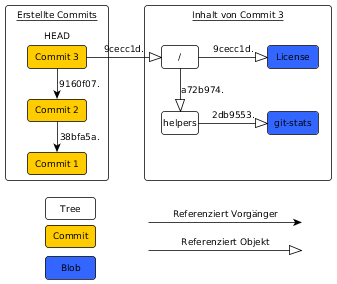 Erstellte Commits
Inhalt von Commit 3
HEAD
Commit 3
9cecc1d.
/
9cecc1d.
License
9160f07.
a72b974.
Commit 2
helpers
2db9553.
git-stats
38bfa5a.
Commit 1
Tree
Commit
Blob
Referenziert Vorgänger
Referenziert Objekt